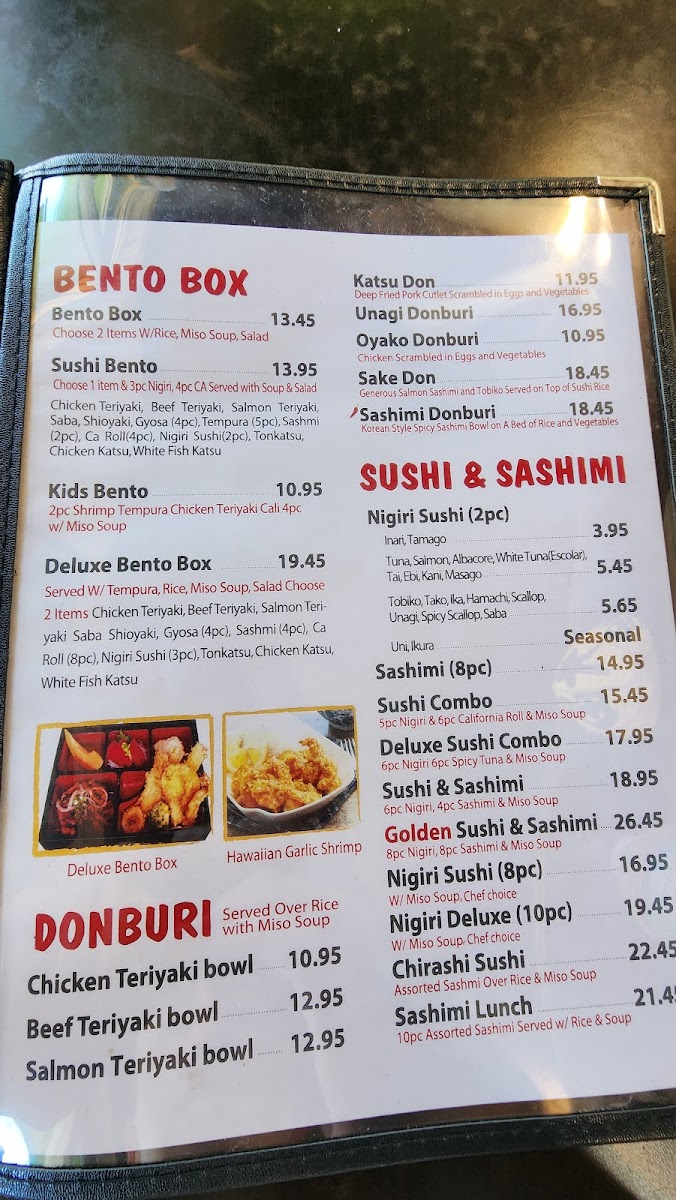 BENTO BOX
Bento Box 13.45
Choose 2 Items W/Rice, Miso Soup, Salad
Sushi Bento 13.95
Choose 1 item & 3pc Nigiri, 4pc CA Served with Soup & Salad
Chicken Teriyaki, Beef Teriyaki, Salmon Teriyaki,
Saba, Shioyaki, Gyosa (4pc), Tempura (5pc), Sashmi
(2pc), Ca Roll(4pc), Nigiri Sushi(2pc), Tonkatsu,
Chicken Katsu, White Fish Katsu
Kids Bento 10.95
2pc Shrimp Tempura Chicken Teriyaki Cali 4pc
w/ Miso Soup
Deluxe Bento Box 19.45
Served W/ Tempura, Rice, Miso Soup, Salad Choose
2 Items Chicken Teriyaki, Beef Teriyaki, Salmon Teri-
yaki Saba Shioyaki, Gyosa (4pc), Sashmi (4pc), Ca
Roll (8pc), Nigiri Sushi (3pc), Tonkatsu, Chicken Katsu,
White Fish Katsu
Deluxe Bento Box
Hawaiian Garlic Shrimp
DONBURI Served Over Rice
with Miso Soup
Chicken Teriyaki bowl 10.95
Beef Teriyaki bowl 12.95
Salmon Teriyaki bowl 12.95
Katsu Don 11.95
Deep Fried Pork Cutlet Scrambled in Eggs and Vegetables
Unagi Donburi 16.95
Oyako Donburi 10.95
Chicken Scrambled in Eggs and Vegetables
Sake Don 18.45
Generous Salmon Sashimi and Tobiko Served on Top of Sushi Rice
Sashimi Donburi 18.45
Korean Style Spicy Sashimi Bowl on A Bed of Rice and Vegetables
SUSHI & SASHIMI
Nigiri Sushi (2pc)
Inari, Tamago 3.95
Tuna, Salmon, Albacore, White Tuna(Escolar),
Tai, Ebi, Kani, Masago 5.45
Tobiko, Tako, Ika, Hamachi, Scallop,
Unagi, Spicy Scallop, Saba 5.65
Uni, Ikura Seasonal
Sashimi (8pc) 14.95
Sushi Combo 15.45
5pc Nigiri & 6pc California Roll & Miso Soup
Deluxe Sushi Combo 17.95
6pc Nigiri 6pc Spicy Tuna & Miso Soup
Sushi & Sashimi 18.95
6pc Nigiri, 4pc Sashimi & Miso Soup
Golden Sushi & Sashimi 26.45
8pc Nigiri, 8pc Sashimi & Miso Soup
Nigiri Sushi (8pc) 16.95
W/ Miso Soup, Chef choice
Nigiri Deluxe (10pc) 19.45
W/ Miso Soup, Chef choice
Chirashi Sushi 22.45
Assorted Sashmi Over Rice & Miso Soup
Sashimi Lunch 21.45
10pc Assorted Sashimi Served w/ Rice & Soup